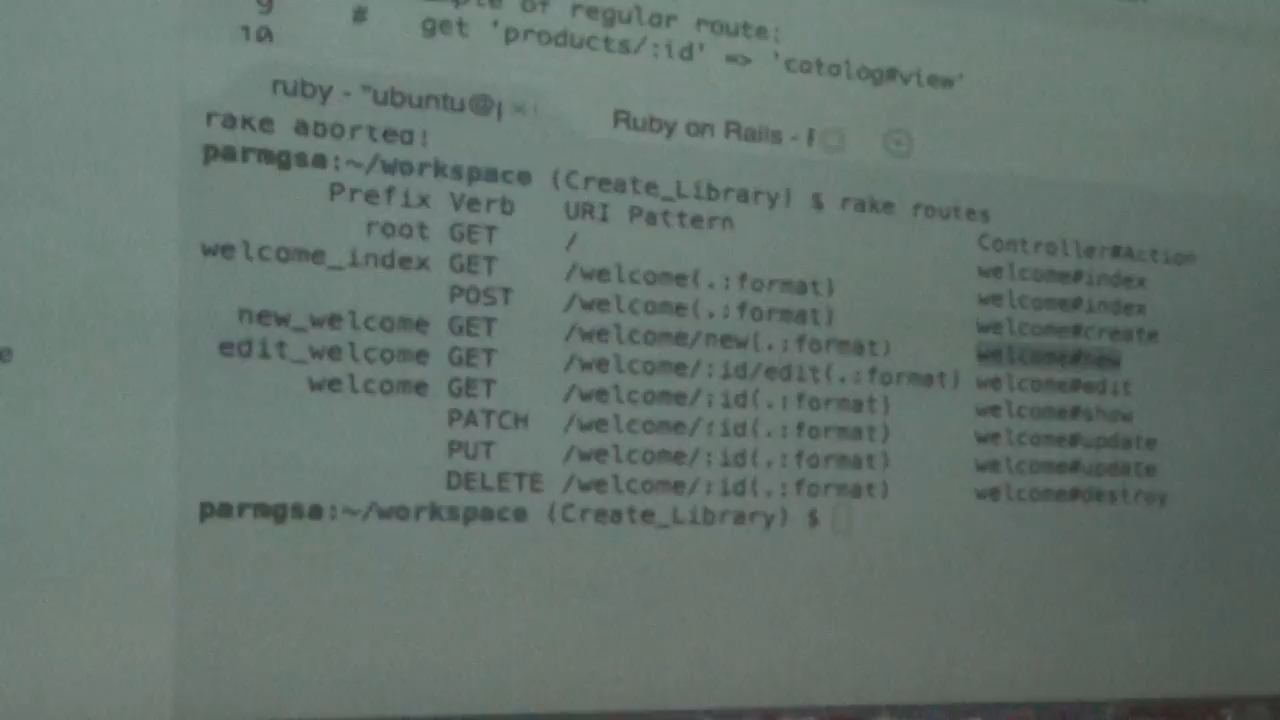 9
of regular route:
10 # get 'products/:id' => 'catalog#view'
ruby - "ubuntu@ Ruby on Rails -
rake aborted!
parmgsa:~/workspace (Create_Library) $ rake routes
Prefix Verb URI Pattern Controller#Action
root GET / welcome#index
welcome_index GET /welcome(.:format) welcome#index
POST /welcome(.:format) welcome#create
new_welcome GET /welcome/new(.:format) welcome#new
edit_welcome GET /welcome/:id/edit(.:format) welcome#edit
welcome GET /welcome/:id(.:format) welcome#show
PATCH /welcome/:id(.:format) welcome#update
PUT /welcome/:id(.:format) welcome#update
DELETE /welcome/:id(.:format) welcome#destroy
parmgsa:~/workspace (Create_Library) $